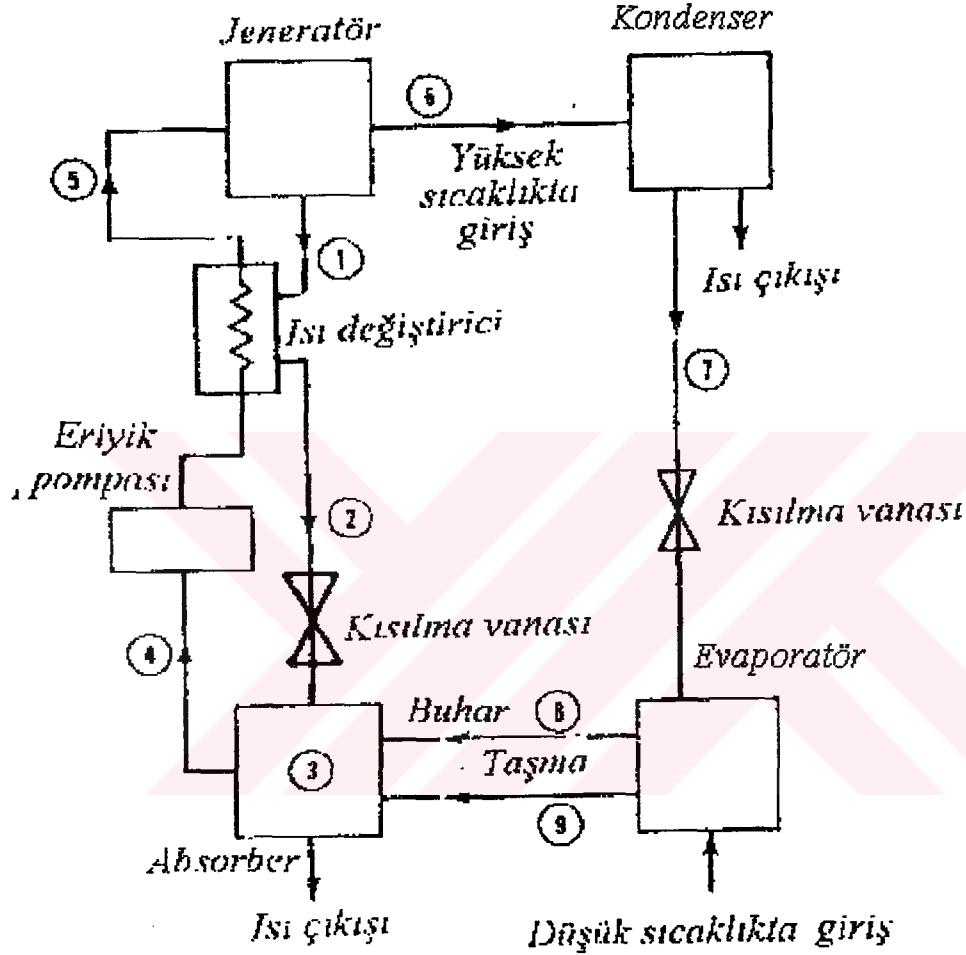 Jeneratör
Kondenser
6
Yüksek
sıcaklıkta
giriş
5
1
Isı çıkışı
Isı değiştirici
7
Eriyik
pompası
2
Kısılma vanası
Kısılma vanası
4
Evaporatör
Buhar
8
3
Taşma
9
Absorber
Isı çıkışı
Düşük sıcaklıkta giriş